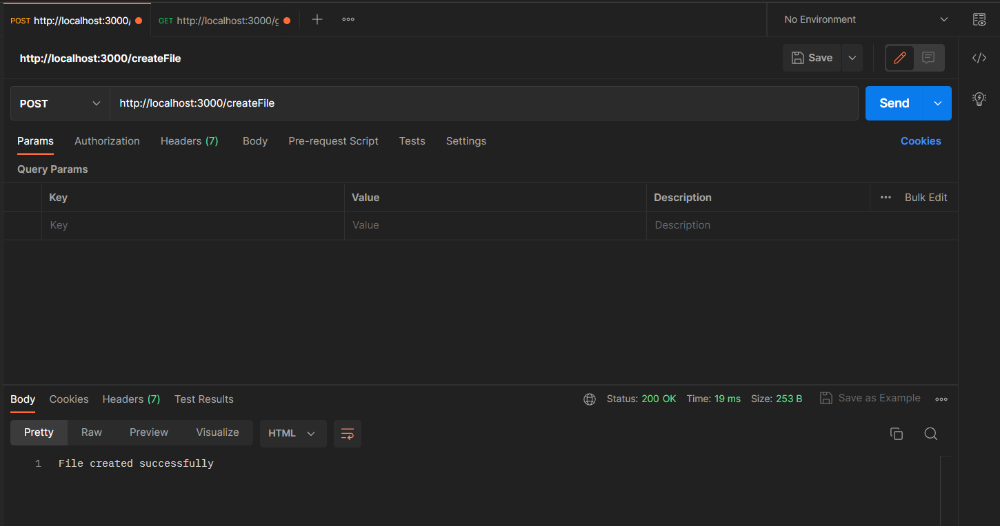 POST http://localhost:3000/ GET http://localhost:3000/g No Environment
http://localhost:3000/createFile Save
POST http://localhost:3000/createFile Send
Params Authorization Headers (7) Body Pre-request Script Tests Settings Cookies
Query Params
Key Value Description Bulk Edit
Key Value Description
Body Cookies Headers (7) Test Results Status: 200 OK Time: 19 ms Size: 253 B Save as Example
Pretty Raw Preview Visualize HTML
1 File created successfully